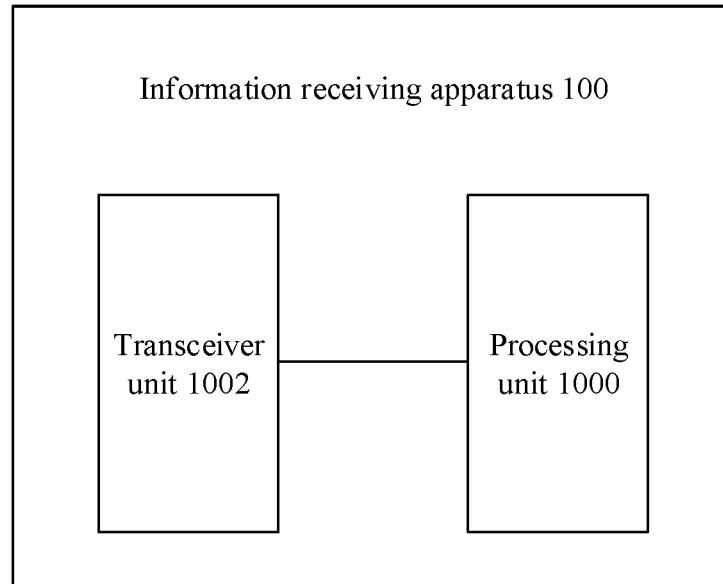 Information receiving apparatus 100
Transceiver
unit 1002
Processing
unit 1000